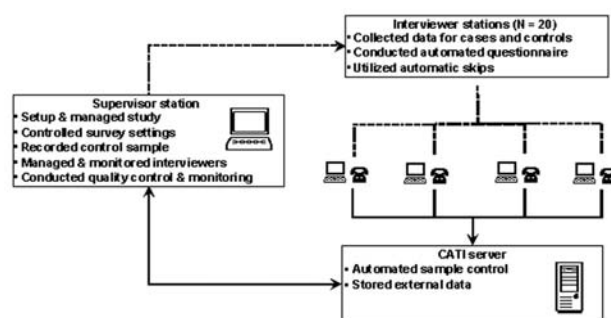 Interviewer stations (N = 20)
• Collected data for cases and controls
• Conducted automated questionnaire
• Utilized automatic skips
Supervisor station
• Setup & managed study
• Controlled survey settings
• Recorded control sample
• Managed & monitored interviewers
• Conducted quality control & monitoring
CATI server
• Automated sample control
• Stored external data